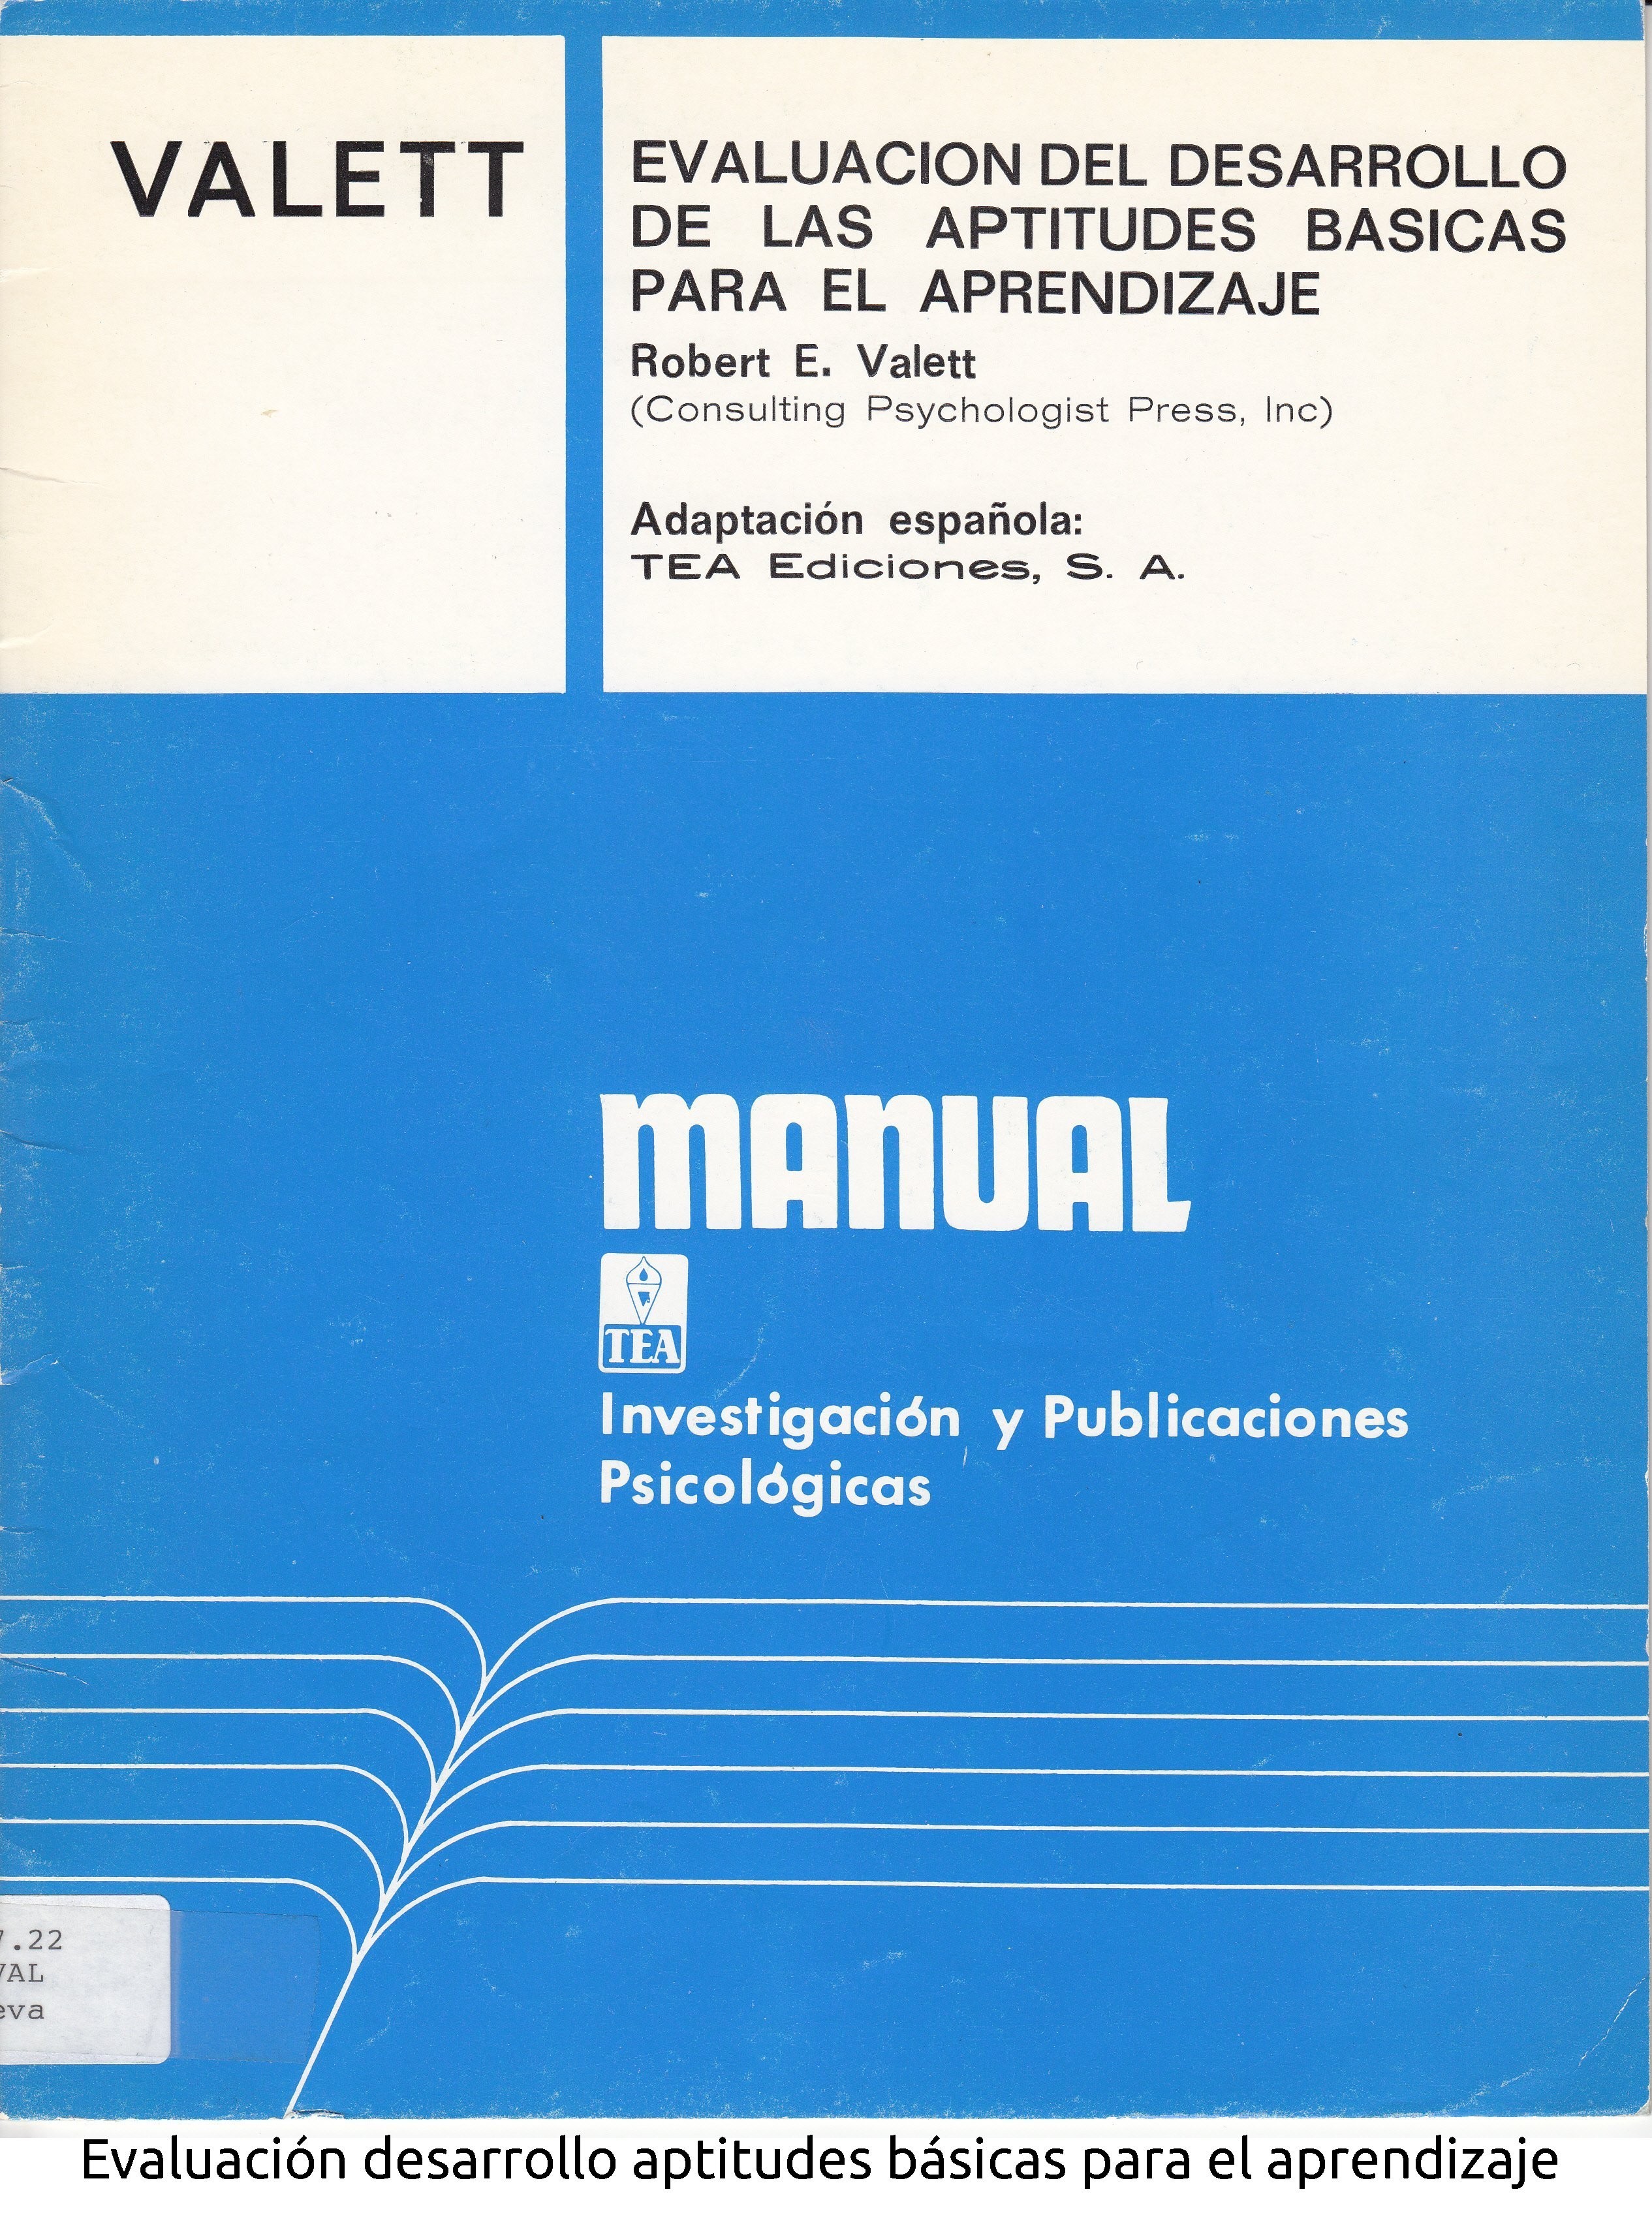 VALETT
EVALUACION DEL DESARROLLO
DE LAS APTITUDES BASICAS
PARA EL APRENDIZAJE
Robert E. Valett
(Consulting Psychologist Press, Inc)
Adaptación española:
TEA Ediciones, S. A.
MANUAL
TEA
Investigación y Publicaciones
Psicológicas
7.22
VAL
eva
Evaluación desarrollo aptitudes básicas para el aprendizaje